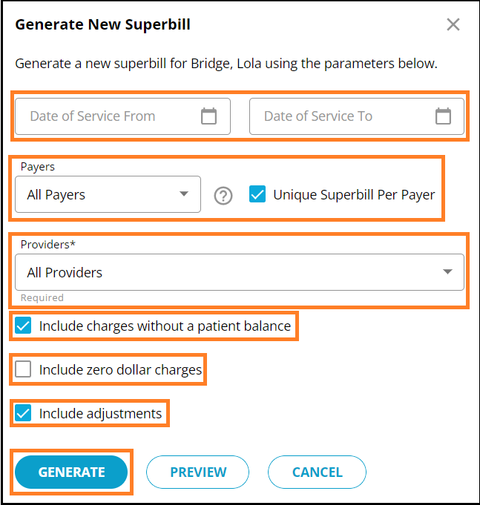 Generate New Superbill
Generate a new superbill for Bridge, Lola using the parameters below.
Date of Service From
Date of Service To
Payers
All Payers
Unique Superbill Per Payer
Providers*
All Providers
Required
Include charges without a patient balance
Include zero dollar charges
Include adjustments
GENERATE
PREVIEW
CANCEL